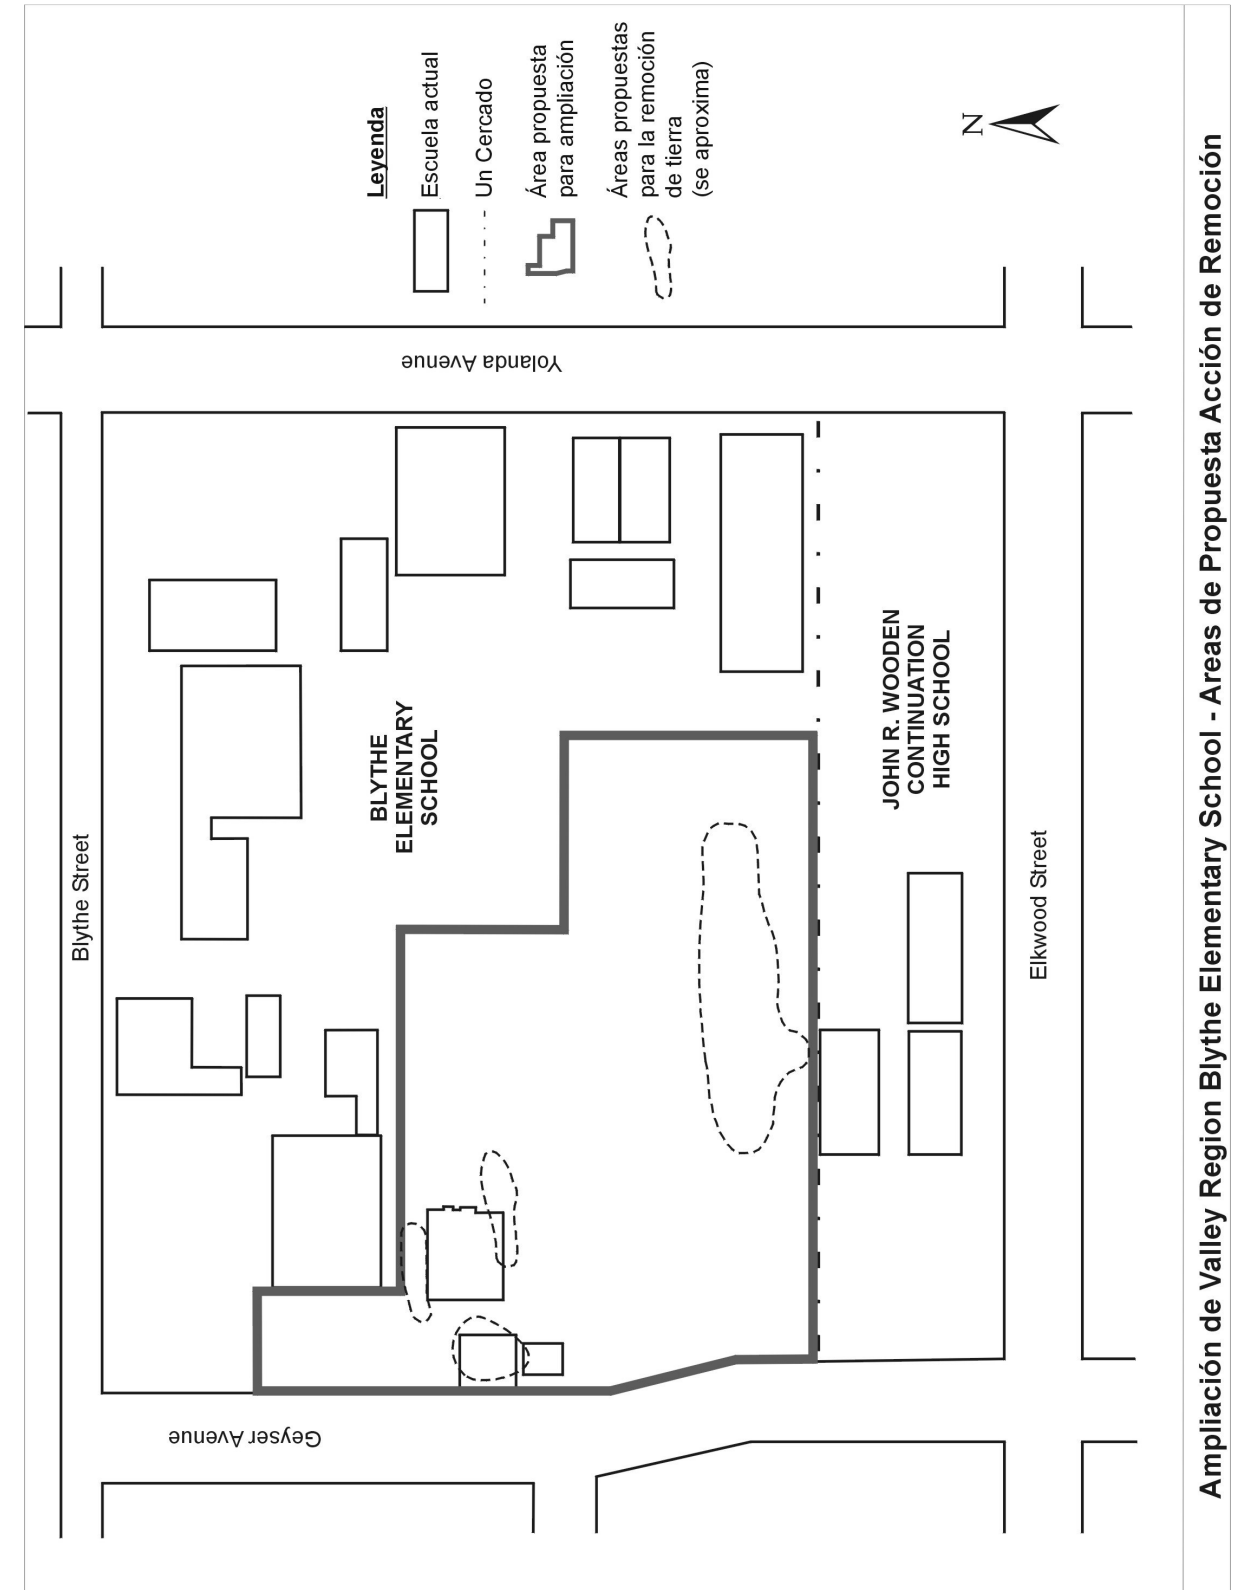 Leyenda
Escuela actual
Un Cercado
Área propuesta
para ampliación
Áreas propuestas
para la remoción
de tierra
(se aproxima)
N
Blythe Street
Yolanda Avenue
BLYTHE
ELEMENTARY
SCHOOL
JOHN R. WOODEN
CONTINUATION
HIGH SCHOOL
Elkwood Street
Geyser Avenue
Ampliación de Valley Region Blythe Elementary School - Areas de Propuesta Acción de Remoción